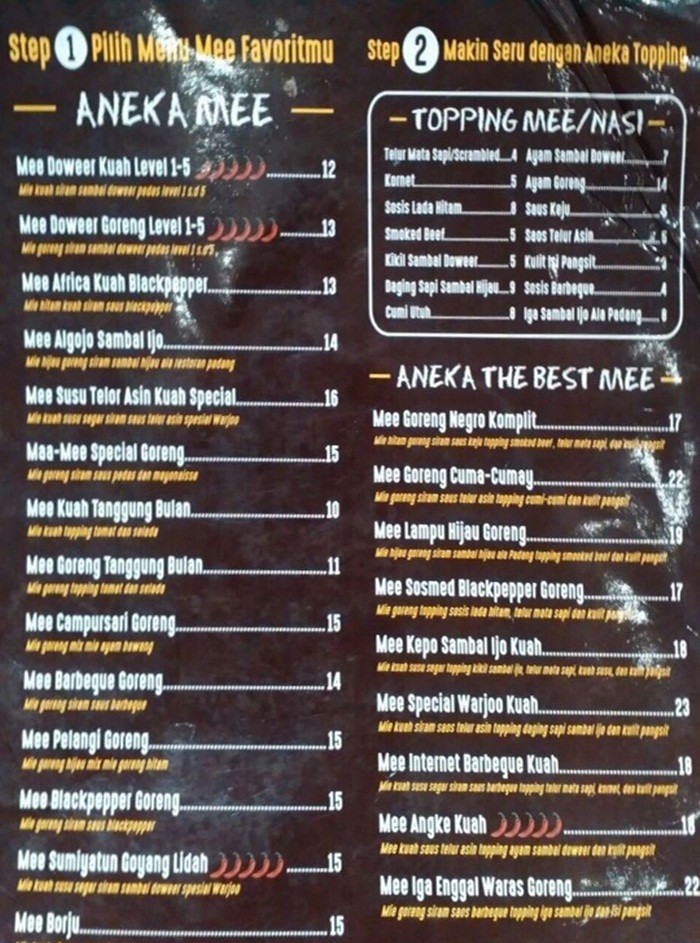 Step 1 Pilih Menu Mee Favoritmu
ANEKA MEE
Mee Doweer Kuah Level 1-5 12
Mie kuah siram sambal doweer pedas level 1 s.d 5
Mee Doweer Goreng Level 1-5 13
Mie goreng siram sambal doweer pedas level 1 s.d 5
Mee Africa Kuah Blackpepper 13
Mie hitam kuah siram saus blackpepper
Mee Algojo Sambal Ijo 14
Mie hijau goreng siram sambal hijau ala restoran padang
Mee Susu Telor Asin Kuah Special 16
Mie kuah susu segar siram saus telur asin spesial Warjoo
Maa-Mee Special Goreng 15
Mie goreng siram saus pedas dan mayonaisse
Mee Kuah Tanggung Bulan 10
Mie kuah topping tomat dan selada
Mee Goreng Tanggung Bulan 11
Mie goreng topping tomat dan selada
Mee Campursari Goreng 15
Mie goreng mix mie ayam bawang
Mee Barbeque Goreng 14
Mie goreng siram saus barbeque
Mee Pelangi Goreng 15
Mie goreng hijau mix mie goreng hitam
Mee Blackpepper Goreng 15
Mie goreng siram saus blackpepper
Mee Sumiyatun Goyang Lidah 15
Mie kuah susu segar siram sambal doweer spesial Warjoo
Mee Borju 15
Step 2 Makin Seru dengan Aneka Topping
TOPPING MEE/NASI
Telur Mata Sapi/Scrambled 4
Kornet 5
Sosis Lada Hitam 8
Smoked Beef 5
Kikil Sambal Doweer 5
Daging Sapi Sambal Hijau 9
Cumi Utuh 8
Ayam Sambal Doweer 7
Ayam Goreng 14
Saus Keju
Saos Telur Asin 6
Kulit Isi Pangsit 3
Sosis Barbeque 4
Iga Sambal Ijo Ala Padang 8
ANEKA THE BEST MEE
Mee Goreng Negro Komplit 17
Mie hitam goreng siram saus keju topping smoked beef, telur mata sapi, dan kulit pangsit
Mee Goreng Cuma-Cumay 22
Mie goreng siram saus telur asin topping cumi-cumi dan kulit pangsit
Mee Lampu Hijau Goreng 19
Mie hijau goreng siram sambal hijau ala Padang topping smooked beef dan kulit pangsit
Mee Sosmed Blackpepper Goreng 17
Mie goreng topping sosis lada hitam, telur mata sapi dan kulit pangsit
Mee Kepo Sambal Ijo Kuah 18
Mie kuah susu segar topping kikil sambal ijo, telur mata sapi, kuah susu, dan kulit pangsit
Mee Special Warjoo Kuah 23
Mie kuah siram saos telur asin topping daging sapi sambal ijo dan kulit pangsit
Mee Internet Barbeque Kuah 18
Mie kuah susu segar siram saus barbeque topping telur mata sapi, kornet, dan kulit pangsit
Mee Angke Kuah
Mee kuah saus telur asin topping ayam sambal doweer dan kulit pangsit
Mee Iga Enggal Waras Goreng 22
Mie goreng siram saos barbeque topping iga sambal ijo dan isi pangsit